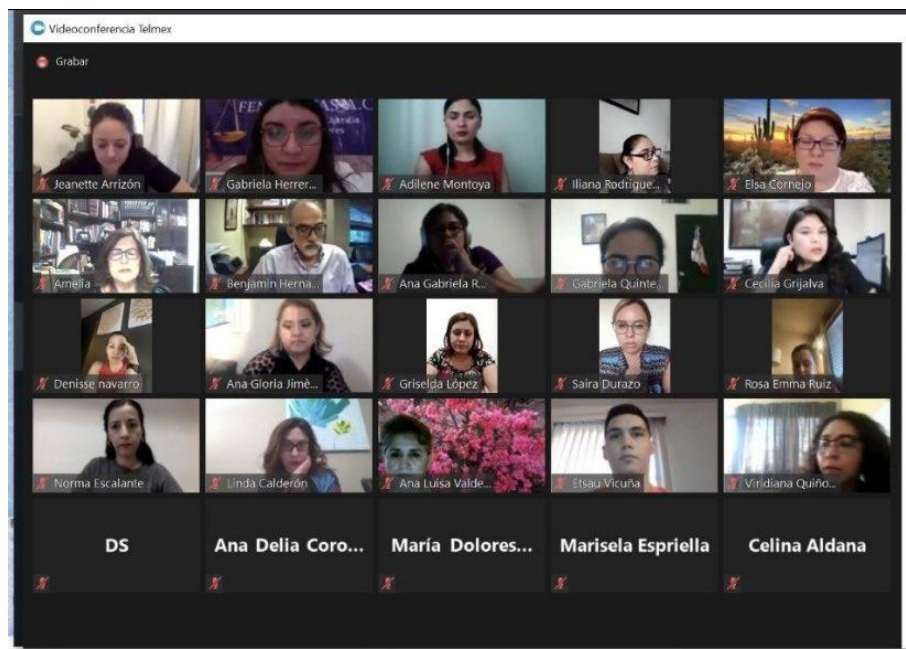 Videoconferencia Telmex
Grabar
Jeanette Arrizón
Gabriela Herrer...
Adilene Montoya
Iliana Rodrigue...
Elsa Cornejo
Amelia
Benjamin Herna...
Ana Gabriela R...
Gabriela Quinte...
Cecilia Grijalva
Denisse navarro
Ana Gloria Jimè...
Griselda López
Saira Durazo
Rosa Emma Ruiz
Norma Escalante
Linda Calderón
Ana Luisa Valde...
Etsau Vicuña
Viridiana Quiño...
DS
Ana Delia Coro...
María Dolores...
Marisela Espriella
Celina Aldana